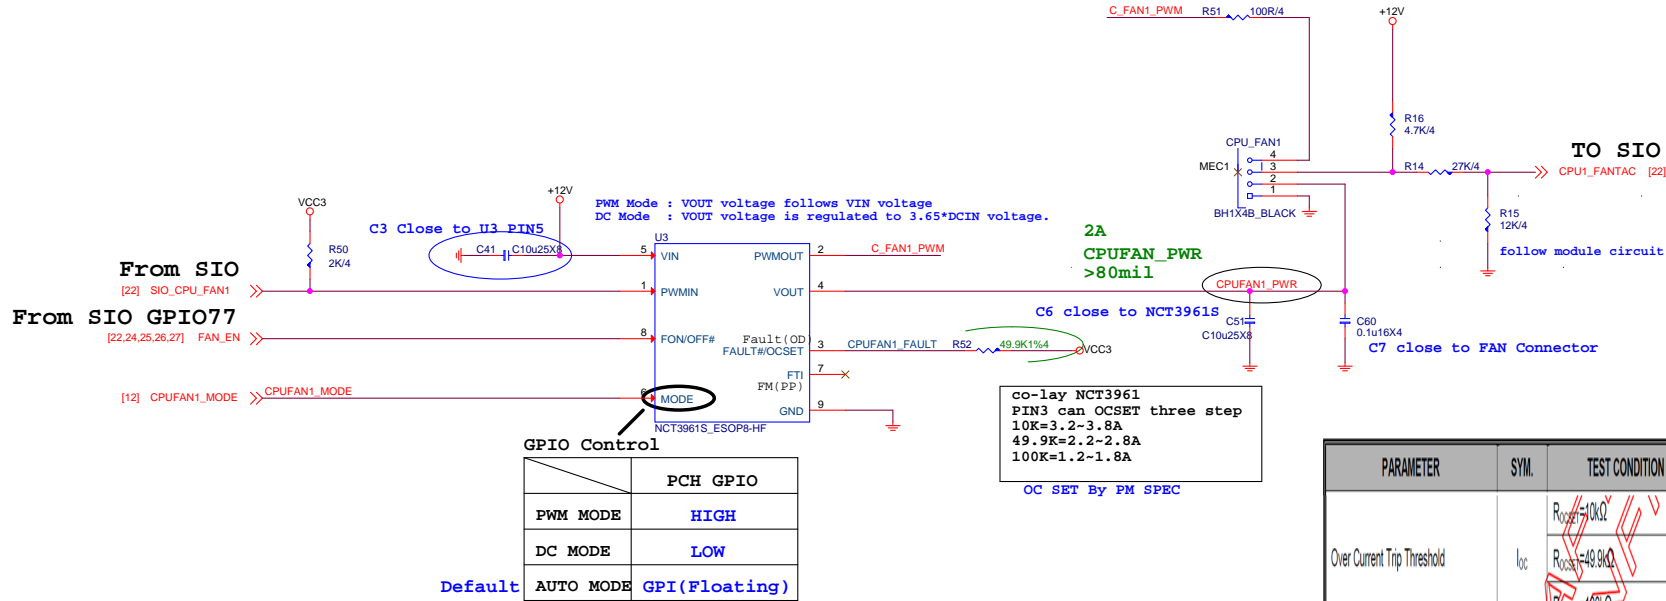 C_FAN1_PWM
R51
100R/4
+12V
R16
4.7K/4
CPU_FAN1
4
3
2
1
MEC1
BH1X4B_BLACK
R14
27K/4
TO SIO
CPU1_FANTAC [22]
R15
12K/4
follow module circuit
VCC3
R50
2K/4
+12V
PWM Mode : VOUT voltage follows VIN voltage
DC Mode : VOUT voltage is regulated to 3.65*DCIN voltage.
C3 Close to U3 PIN5
C41
C10u25X8
U3
5
VIN
1
PWMIN
8
FON/OFF#
6
MODE
PWMOUT
2
C_FAN1_PWM
VOUT
4
Fault(OD)
FAULT#/OCSET
3
CPUFAN1_FAULT
R52
49.9K1%4
VCC3
FTI
7
FM(PP)
GND
9
NCT3961S_ESOP8-HF
From SIO
[22] SIO_CPU_FAN1
From SIO GPIO77
[22,24,25,26,27] FAN_EN
[12] CPUFAN1_MODE
CPUFAN1_MODE
2A
CPUFAN_PWR
>80mil
CPUFAN1_PWR
C6 close to NCT3961S
C51
C10u25X8
C60
0.1u16X4
C7 close to FAN Connector
co-lay NCT3961
PIN3 can OCSET three step
10K=3.2~3.8A
49.9K=2.2~2.8A
100K=1.2~1.8A
OC SET By PM SPEC
GPIO Control
PCH GPIO
PWM MODE HIGH
DC MODE LOW
Default AUTO MODE GPI(Floating)
PARAMETER SYM. TEST CONDITION
ROCSET=10kΩ
Over Current Trip Threshold IOC ROCSET=49.9kΩ